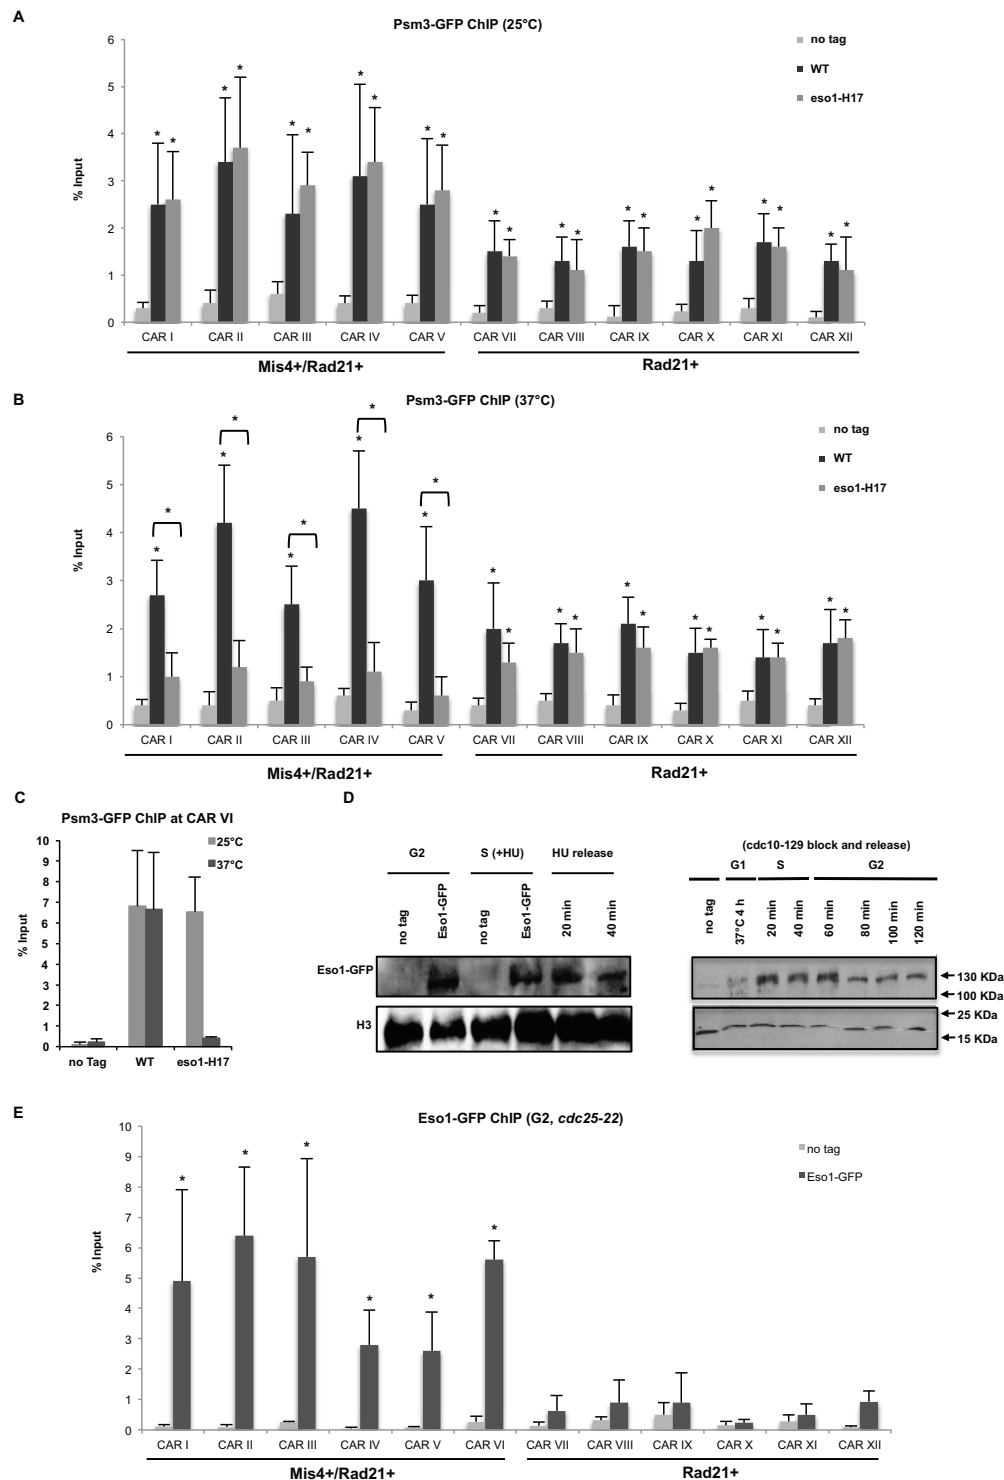 A
Psm3-GFP ChIP (25°C)
no tag
WT
eso1-H17
% Input
6
5
4
3
2
1
0
* * * * * * * * * * * * * * * * * * * * * *
CAR I CAR II CAR III CAR IV CAR V CAR VII CAR VIII CAR IX CAR X CAR XI CAR XII
Mis4+/Rad21+ Rad21+
B
Psm3-GFP ChIP (37°C)
no tag
WT
eso1-H17
% Input
6
5
4
3
2
1
0
* * * * *
* * * * * * * * * * * * * * * * *
CAR I CAR II CAR III CAR IV CAR V CAR VII CAR VIII CAR IX CAR X CAR XI CAR XII
Mis4+/Rad21+ Rad21+
C
Psm3-GFP ChIP at CAR VI
25°C
37°C
% Input
10
9
8
7
6
5
4
3
2
1
0
no Tag WT eso1-H17
D
G2 S (+HU) HU release
no tag Eso1-GFP no tag Eso1-GFP 20 min 40 min
Eso1-GFP
H3
(cdc10-129 block and release)
G1 S G2
no tag 37°C 4 h 20 min 40 min 60 min 80 min 100 min 120 min
130 KDa
100 KDa
25 KDa
15 KDa
E
Eso1-GFP ChIP (G2, cdc25-22)
no tag
Eso1-GFP
% Input
10
9
8
7
6
5
4
3
2
1
0
* * * * * *
CAR I CAR II CAR III CAR IV CAR V CAR VI CAR VII CAR VIII CAR IX CAR X CAR XI CAR XII
Mis4+/Rad21+ Rad21+